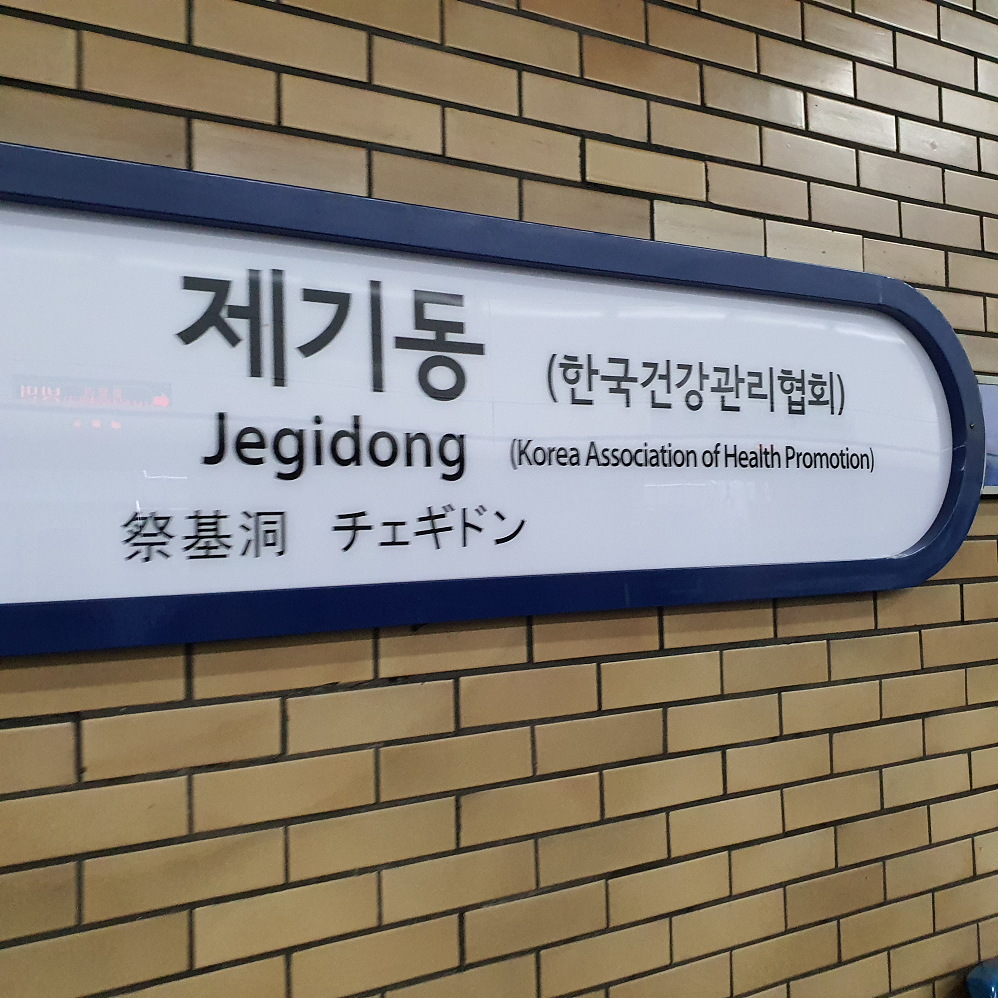 제기동 (한국건강관리협회)
Jegidong (Korea Association of Health Promotion)
祭基洞 チェギドン